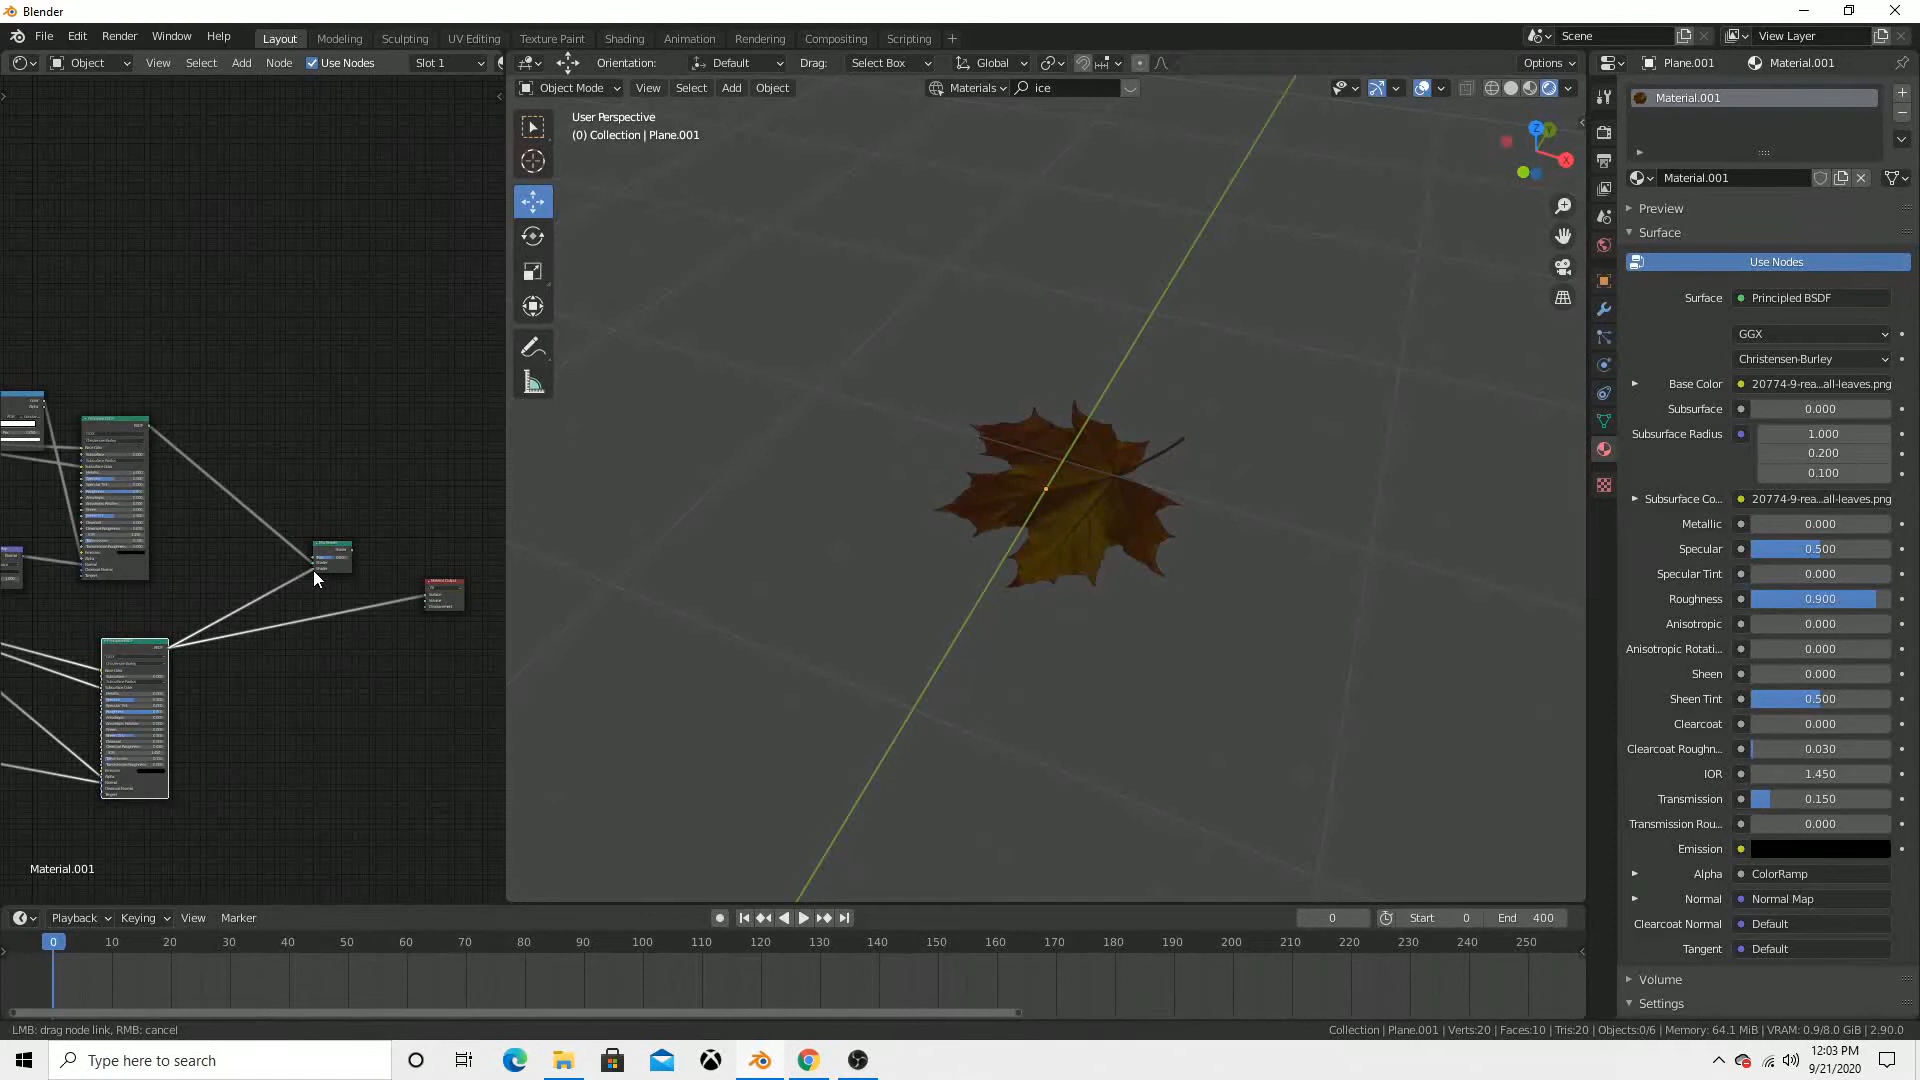 Blender
File Edit Render Window Help
Layout Modeling Sculpting UV Editing Texture Paint Shading Animation Rendering Compositing Scripting +
Scene View Layer
Object View Select Add Node Use Nodes Slot 1
Orientation: Default Drag: Select Box Global Options
Plane.001 Material.001
Object Mode View Select Add Object Materials ice
User Perspective
(0) Collection | Plane.001
Z Y X
Material.001
Material.001
Preview
Surface
Use Nodes
Surface Principled BSDF
GGX
Christensen-Burley
Base Color 20774-9-rea...all-leaves.png
Subsurface 0.000
Subsurface Radius 1.000
0.200
0.100
Subsurface Co... 20774-9-rea...all-leaves.png
Metallic 0.000
Specular 0.500
Specular Tint 0.000
Roughness 0.900
Anisotropic 0.000
Anisotropic Rotati... 0.000
Sheen 0.000
Sheen Tint 0.500
Clearcoat 0.000
Clearcoat Roughn... 0.030
IOR 1.450
Transmission 0.150
Transmission Rou... 0.000
Emission
Alpha ColorRamp
Normal Normal Map
Clearcoat Normal Default
Tangent Default
Volume
Settings
Material.001
Playback Keying View Marker 0 Start 0 End 400
0 10 20 30 40 50 60 70 80 90 100 110 120 130 140 150 160 170 180 190 200 210 220 230 240 250
LMB: drag node link, RMB: cancel
Collection | Plane.001 | Verts:20 | Faces:10 | Tris:20 | Objects:0/6 | Memory: 64.1 MiB | VRAM: 0.9/8.0 GiB | 2.90.0
Type here to search
12:03 PM
9/21/2020